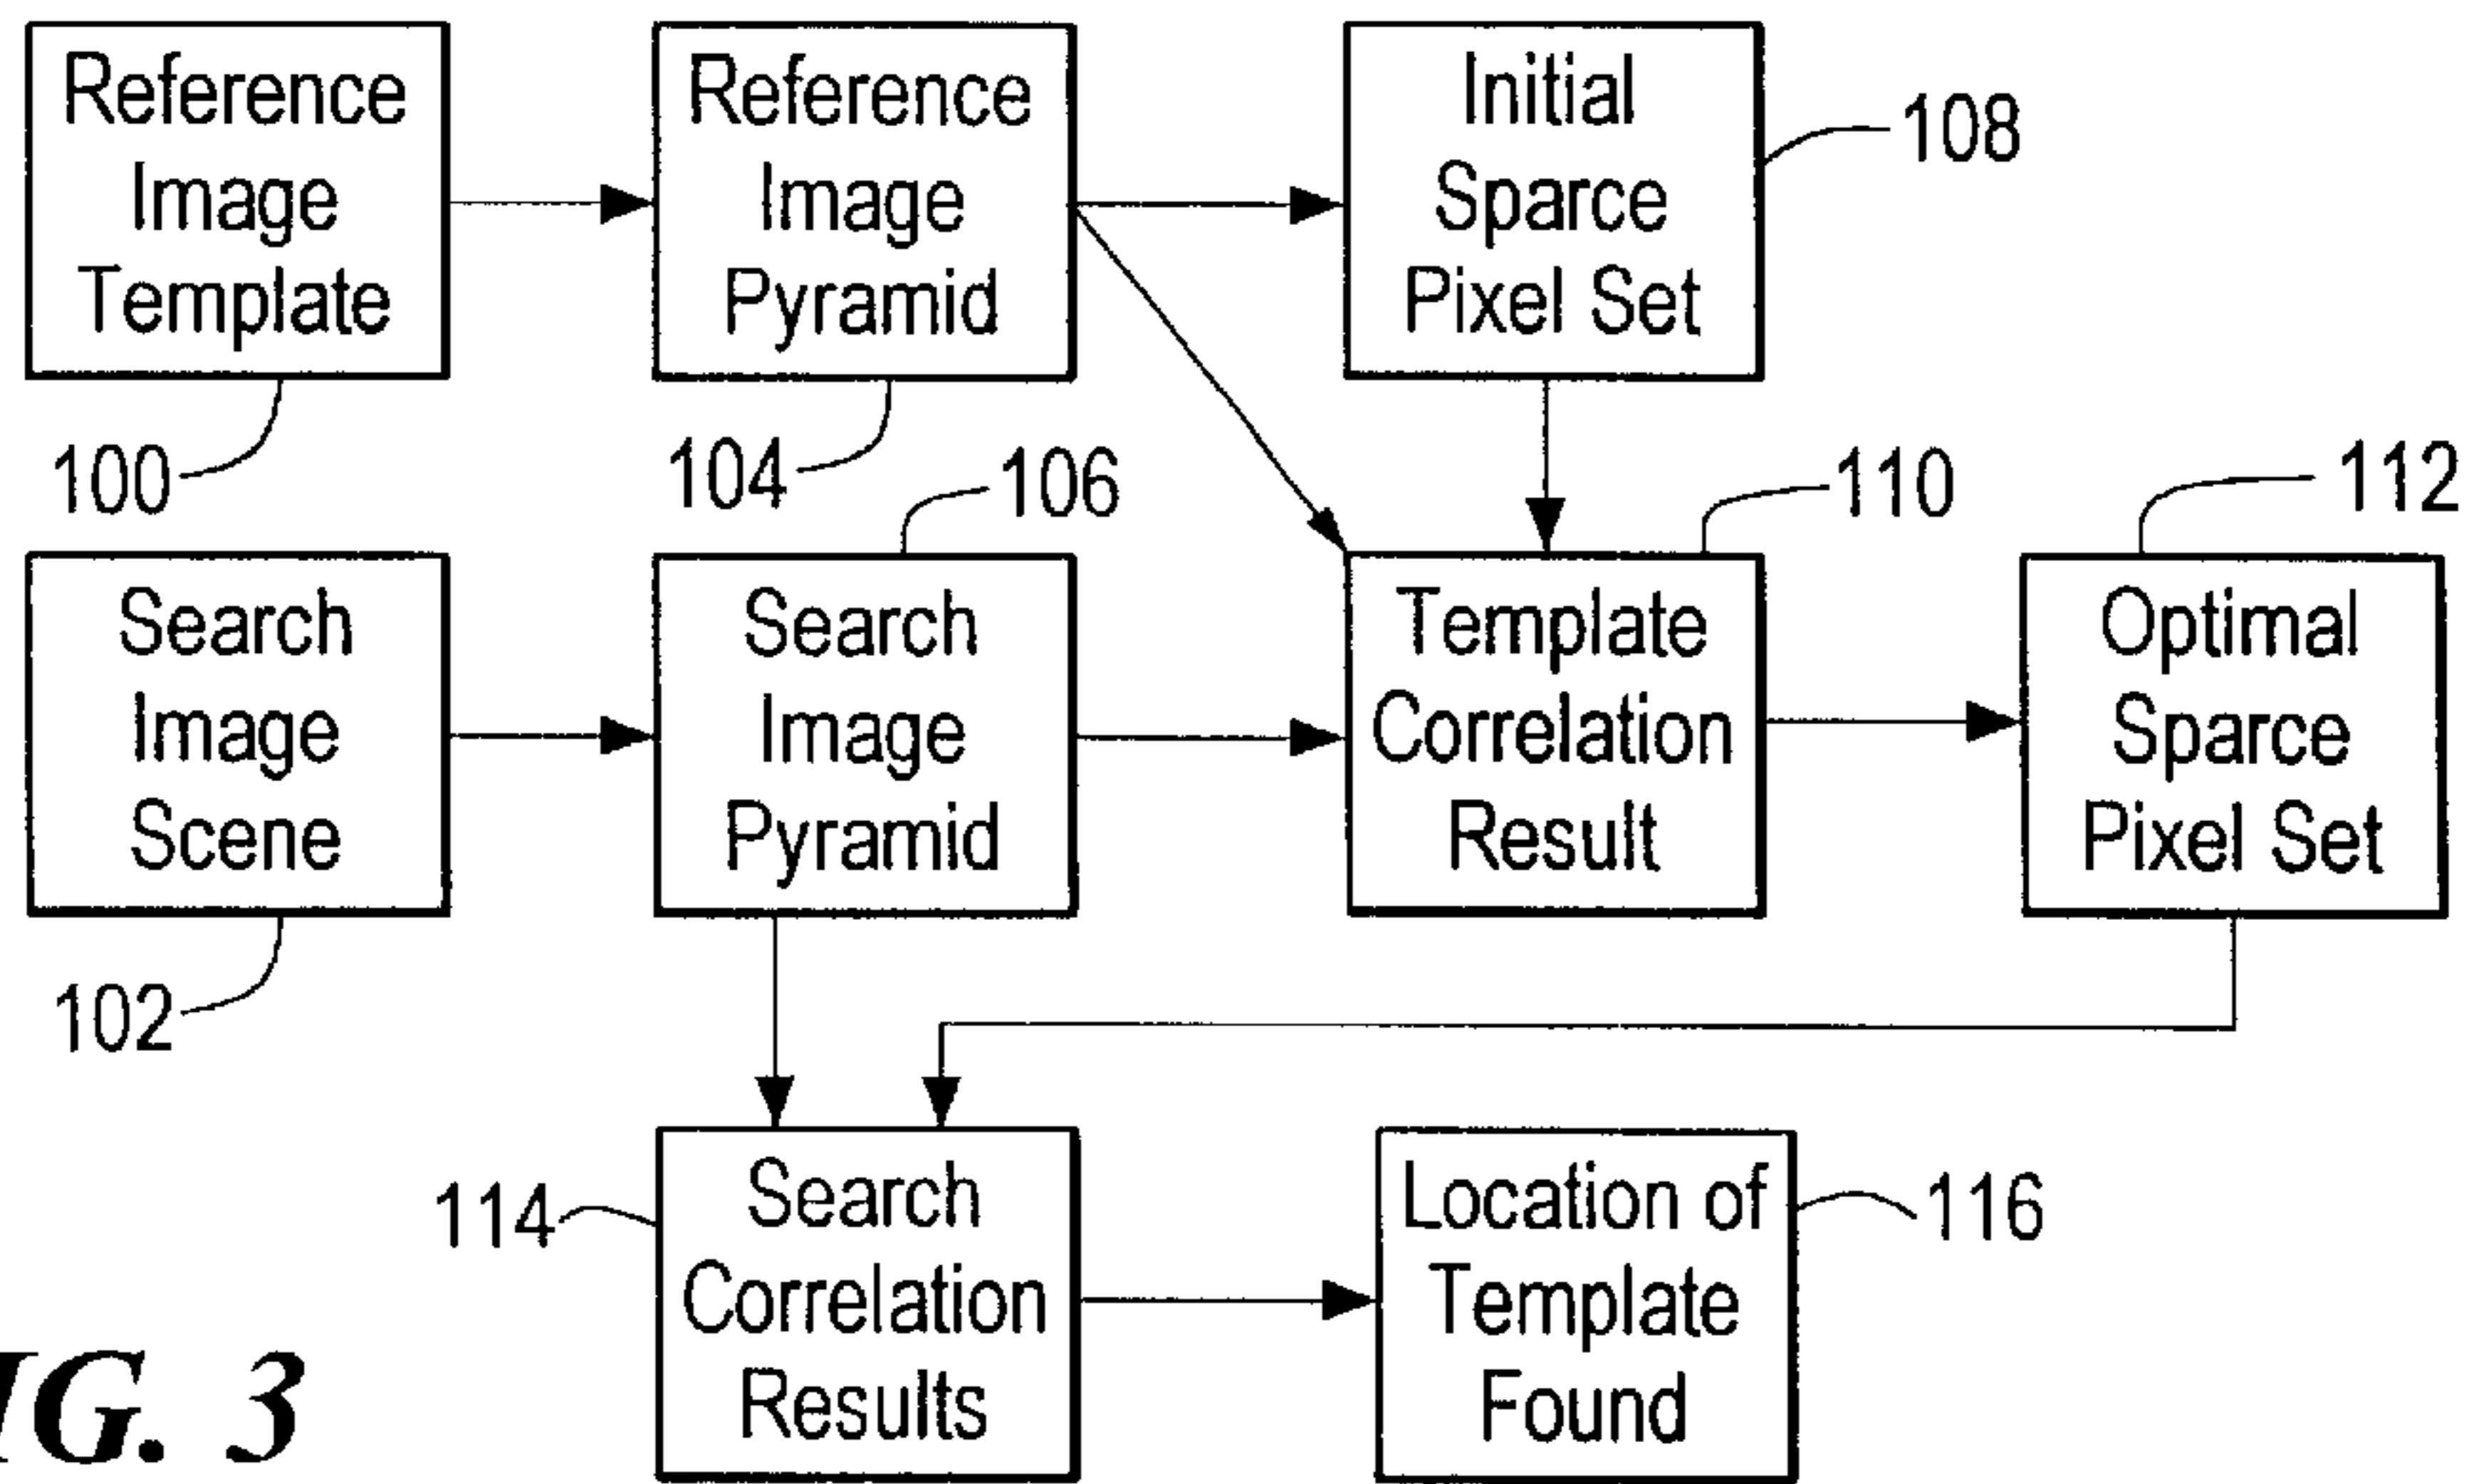 Reference
Image
Template
Reference
Image
Pyramid
Initial
Sparce
Pixel Set
108
100
104
106
110
112
Search
Image
Scene
Search
Image
Pyramid
Template
Correlation
Result
Optimal
Sparce
Pixel Set
102
114
Search
Correlation
Results
Location of
Template
Found
116
IG. 3